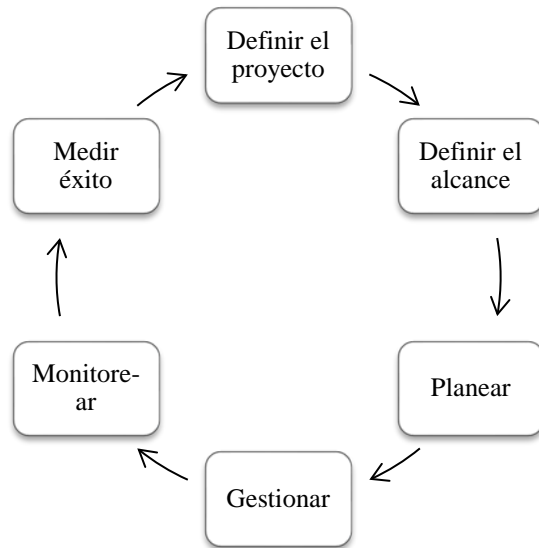 Definir el
proyecto
Definir el
alcance
Planear
Gestionar
Monitore-
ar
Medir
éxito